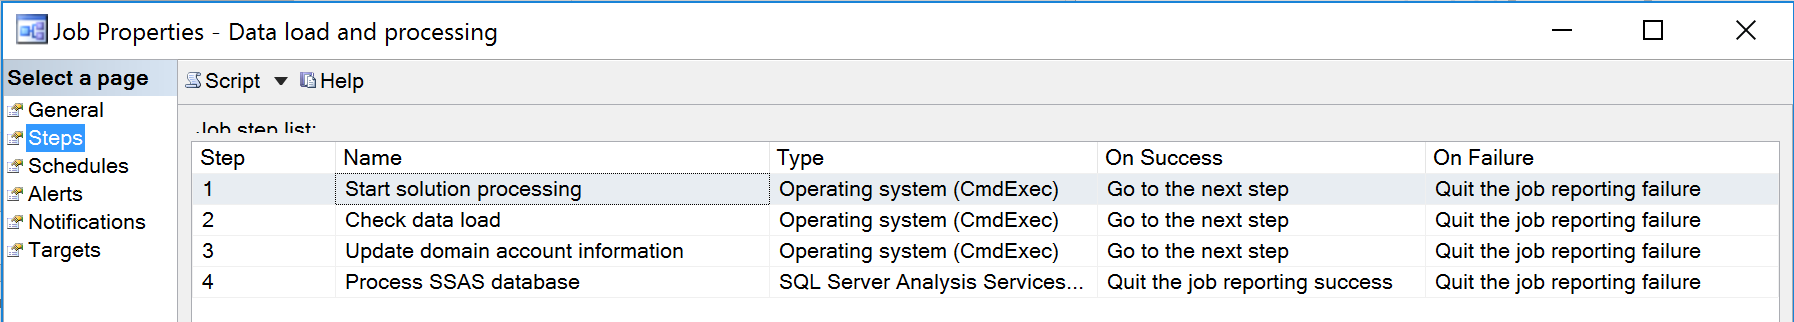 Job Properties - Data load and processing
Select a page
General
Steps
Schedules
Alerts
Notifications
Targets
Script Help
Job step list:
Step Name Type On Success On Failure
1 Start solution processing Operating system (CmdExec) Go to the next step Quit the job reporting failure
2 Check data load Operating system (CmdExec) Go to the next step Quit the job reporting failure
3 Update domain account information Operating system (CmdExec) Go to the next step Quit the job reporting failure
4 Process SSAS database SQL Server Analysis Services... Quit the job reporting success Quit the job reporting failure